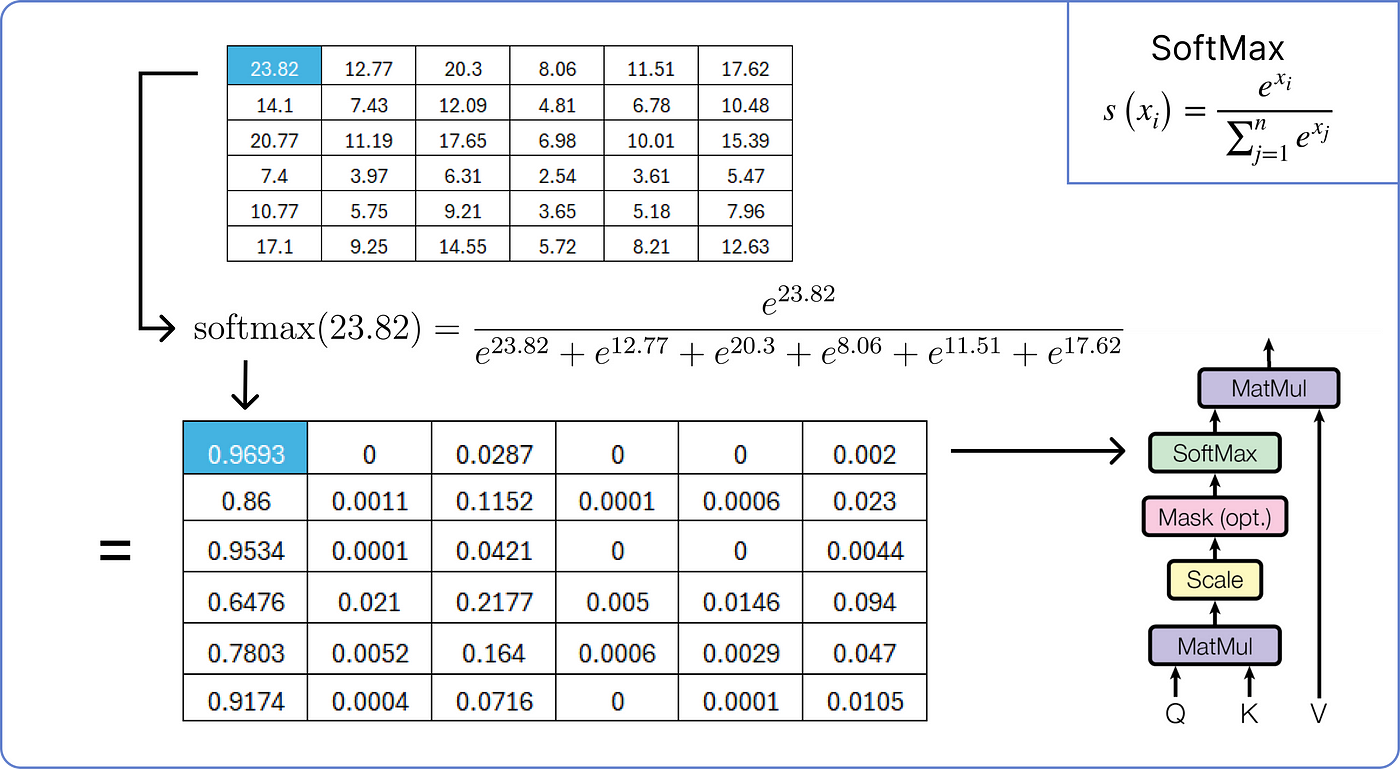 SoftMax
s (xᵢ) = e^{xᵢ} / ∑ⁿⱼ₌₁ e^{xⱼ}
23.82 12.77 20.3 8.06 11.51 17.62
14.1 7.43 12.09 4.81 6.78 10.48
20.77 11.19 17.65 6.98 10.01 15.39
7.4 3.97 6.31 2.54 3.61 5.47
10.77 5.75 9.21 3.65 5.18 7.96
17.1 9.25 14.55 5.72 8.21 12.63
softmax(23.82) = e^{23.82} / e^{23.82} + e^{12.77} + e^{20.3} + e^{8.06} + e^{11.51} + e^{17.62}
=
0.9693 0 0.0287 0 0 0.002
0.86 0.0011 0.1152 0.0001 0.0006 0.023
0.9534 0.0001 0.0421 0 0 0.0044
0.6476 0.021 0.2177 0.005 0.0146 0.094
0.7803 0.0052 0.164 0.0006 0.0029 0.047
0.9174 0.0004 0.0716 0 0.0001 0.0105
MatMul
SoftMax
Mask (opt.)
Scale
MatMul
Q K V